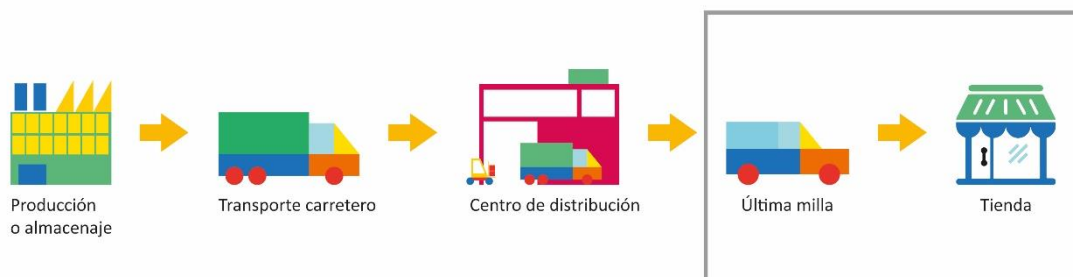 Producción
o almacenaje
Transporte carretero
Centro de distribución
Última milla
Tienda